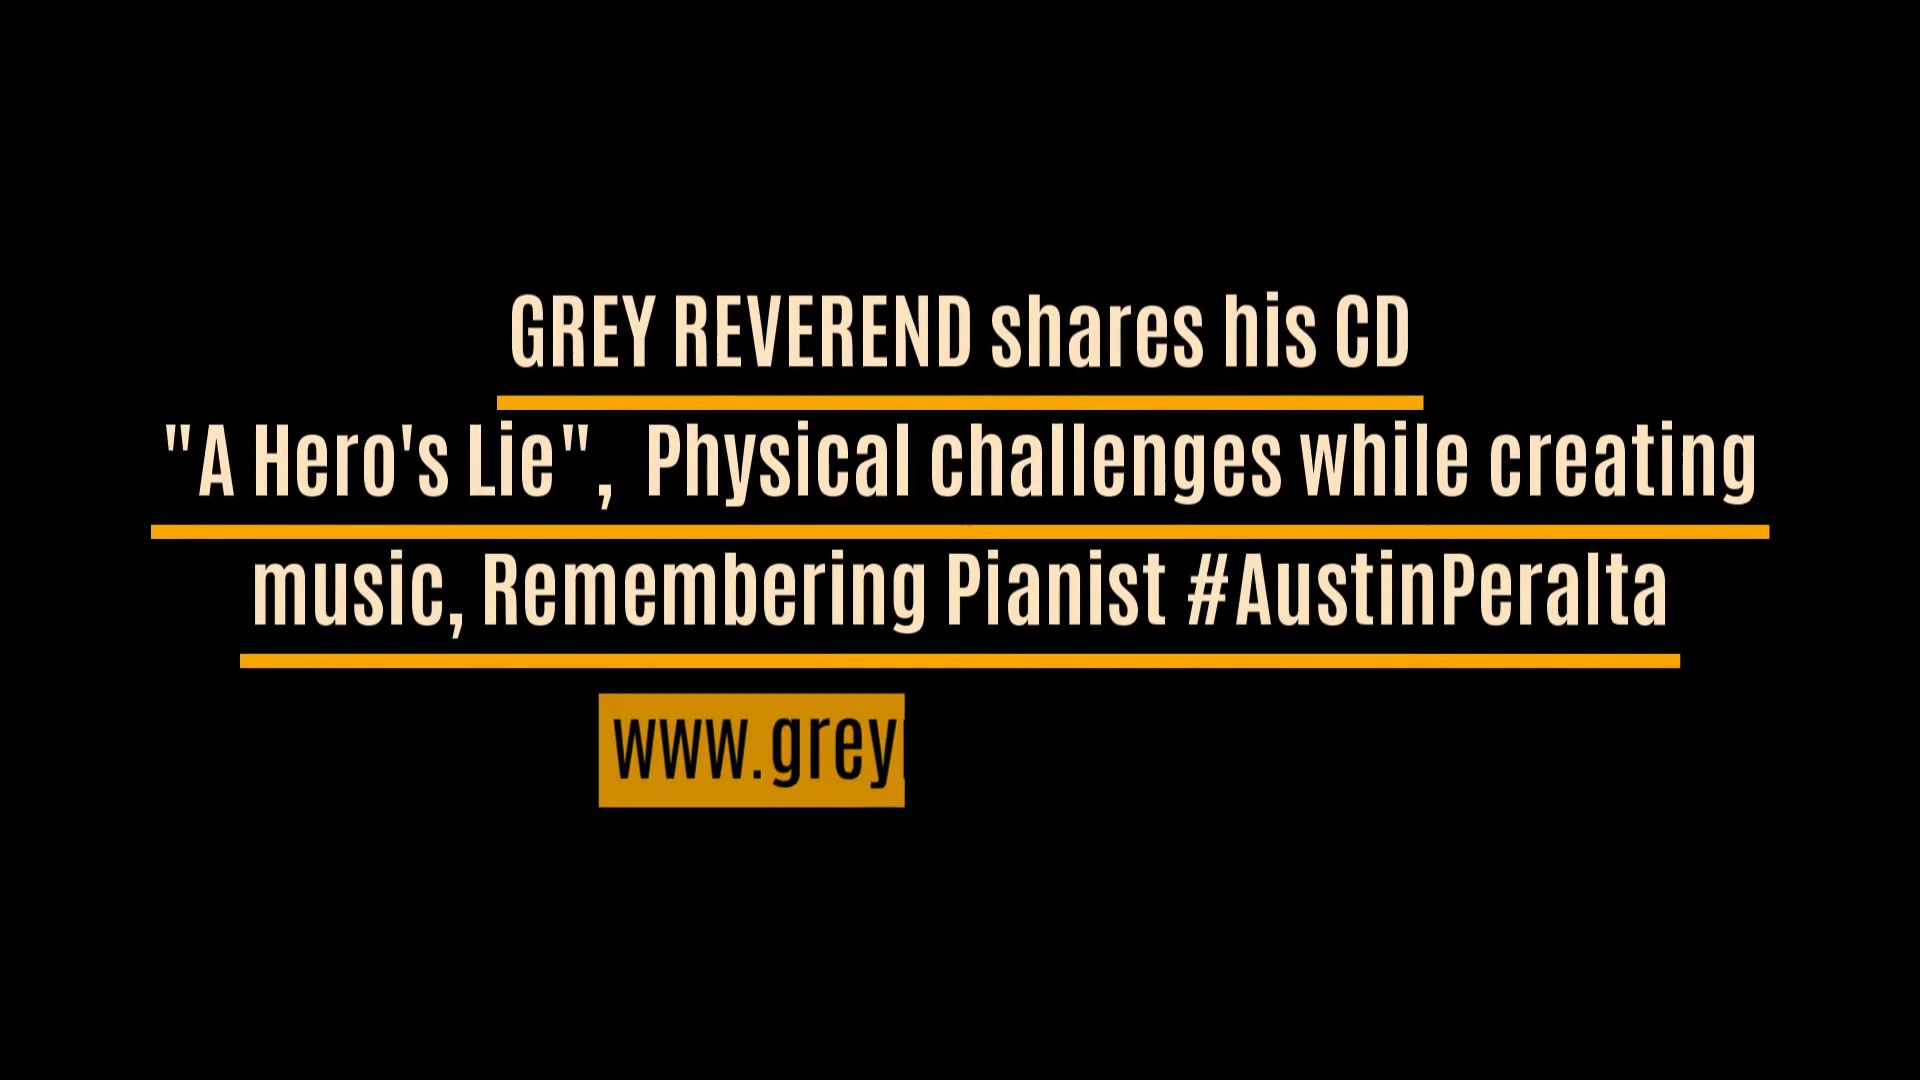 GREY REVEREND shares his CD
"A Hero's Lie",  Physical challenges while creating
music, Remembering Pianist #AustinPeralta
www.grey